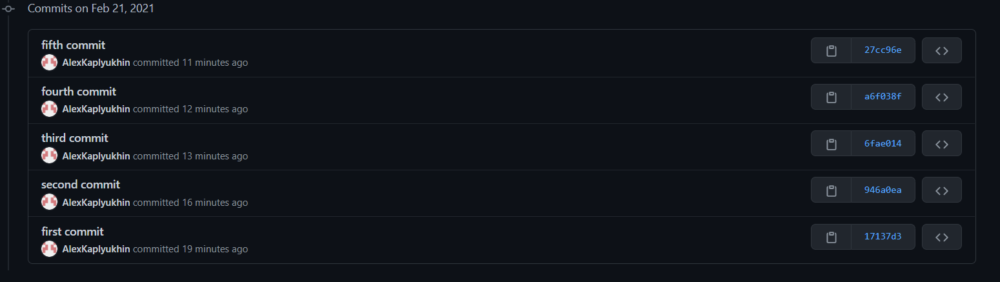 Commits on Feb 21, 2021
fifth commit
AlexKaplyukhin committed 11 minutes ago
27cc96e
fourth commit
AlexKaplyukhin committed 12 minutes ago
a6f038f
third commit
AlexKaplyukhin committed 13 minutes ago
6fae014
second commit
AlexKaplyukhin committed 16 minutes ago
946a0ea
first commit
AlexKaplyukhin committed 19 minutes ago
17137d3